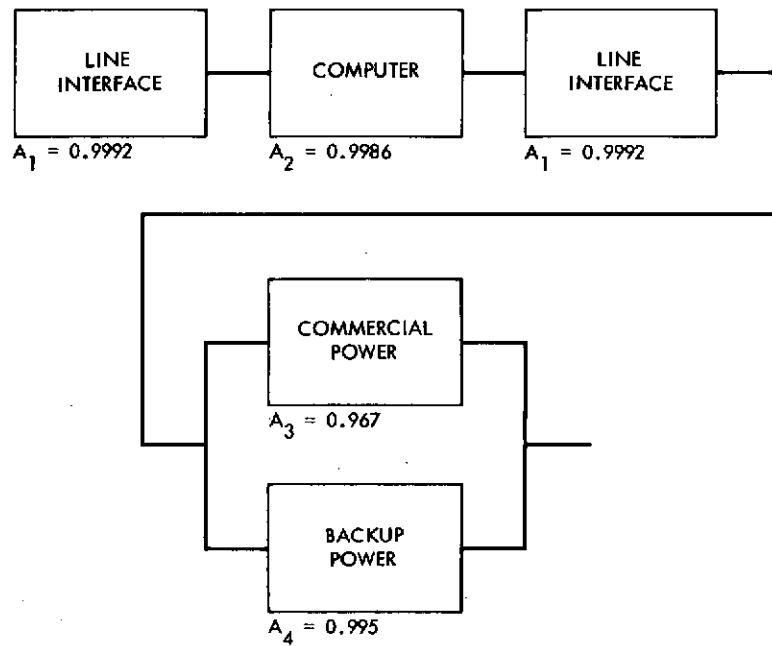 LINE
INTERFACE
COMPUTER
LINE
INTERFACE
A₁ = 0.9992
A₂ = 0.9986
A₁ = 0.9992
COMMERCIAL
POWER
A₃ = 0.967
BACKUP
POWER
A₄ = 0.995